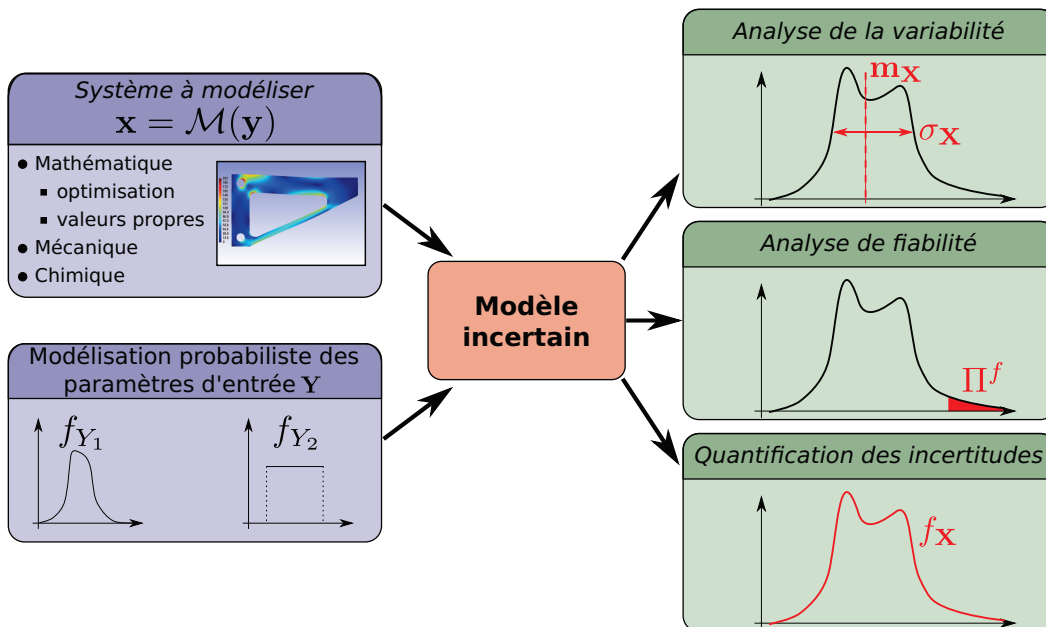 Système à modéliser
x = M(y)
Mathématique
optimisation
valeurs propres
Mécanique
Chimique
Modélisation probabiliste des
paramètres d'entrée Y
f_{Y_1}
f_{Y_2}
Modèle
incertain
Analyse de la variabilité
m_X
σ_X
Analyse de fiabilité
Π^f
Quantification des incertitudes
f_X